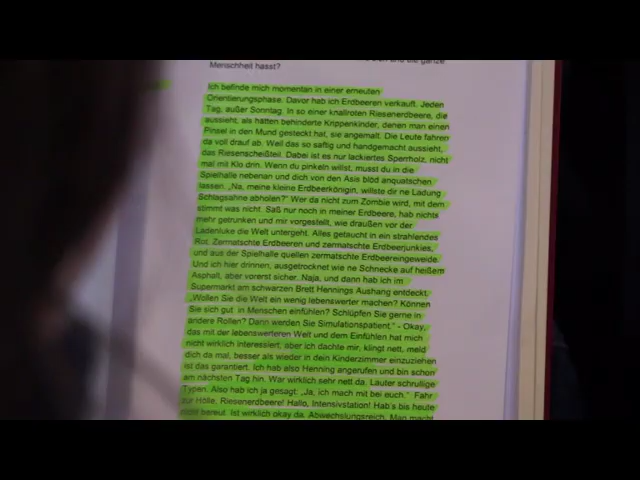 und die ganze
Menschheit hasst?
Ich befinde mich momentan in einer erneuten
Orientierungsphase. Davor hab ich Erdbeeren verkauft. Jeden
Tag, außer Sonntag. In so einer knallroten Riesenerdbeere, die
aussieht, als hätten behinderte Krippenkinder, denen man einen
Pinsel in den Mund gesteckt hat, sie angemalt. Die Leute fahren
da voll drauf ab. Weil das so saftig und handgemacht aussieht,
das Riesenscheißteil. Dabei ist es nur lackiertes Sperrholz, nicht
mal mit Klo drin. Wenn du pinkeln willst, musst du in die
Spielhalle nebenan und dich von den Asis blöd anquatschen
lassen. „Na, meine kleine Erdbeerkönigin, willste dir ne Ladung
Schlagsahne abholen?" Wer da nicht zum Zombie wird, mit dem
stimmt was nicht. Saß nur noch in meiner Erdbeere, hab nichts
mehr getrunken und mir vorgestellt, wie draußen vor der
Ladenluke die Welt untergeht. Alles getaucht in ein strahlendes
Rot. Zermatschte Erdbeeren und zermatschte Erdbeerjunkies,
und aus der Spielhalle quellen zermatschte Erdbeereingeweide.
Und ich hier drinnen, ausgetrocknet wie ne Schnecke auf heißem
Asphalt, aber vorerst sicher. Naja, und dann hab ich im
Supermarkt am schwarzen Brett Hennings Aushang entdeckt.
„Wollen Sie die Welt ein wenig lebenswerter machen? Können
Sie sich gut in Menschen einfühlen? Schlüpfen Sie gerne in
andere Rollen? Dann werden Sie Simulationspatient." - Okay,
das mit der lebenswerteren Welt und dem Einfühlen hat mich
nicht wirklich interessiert, aber ich dachte mir, klingt nett, meld
dich da mal, besser als wieder in dein Kinderzimmer einzuziehen
ist das garantiert. Ich hab also Henning angerufen und bin schon
am nächsten Tag hin. War wirklich sehr nett da. Lauter schrullige
Typen. Also hab ich ja gesagt: „Ja, ich mach mit bei euch." Fahr
zur Hölle, Riesenerdbeere! Hallo, Intensivstation! Hab's bis heute
nicht bereut. Ist wirklich okay da. Abwechslungsreich. Man macht